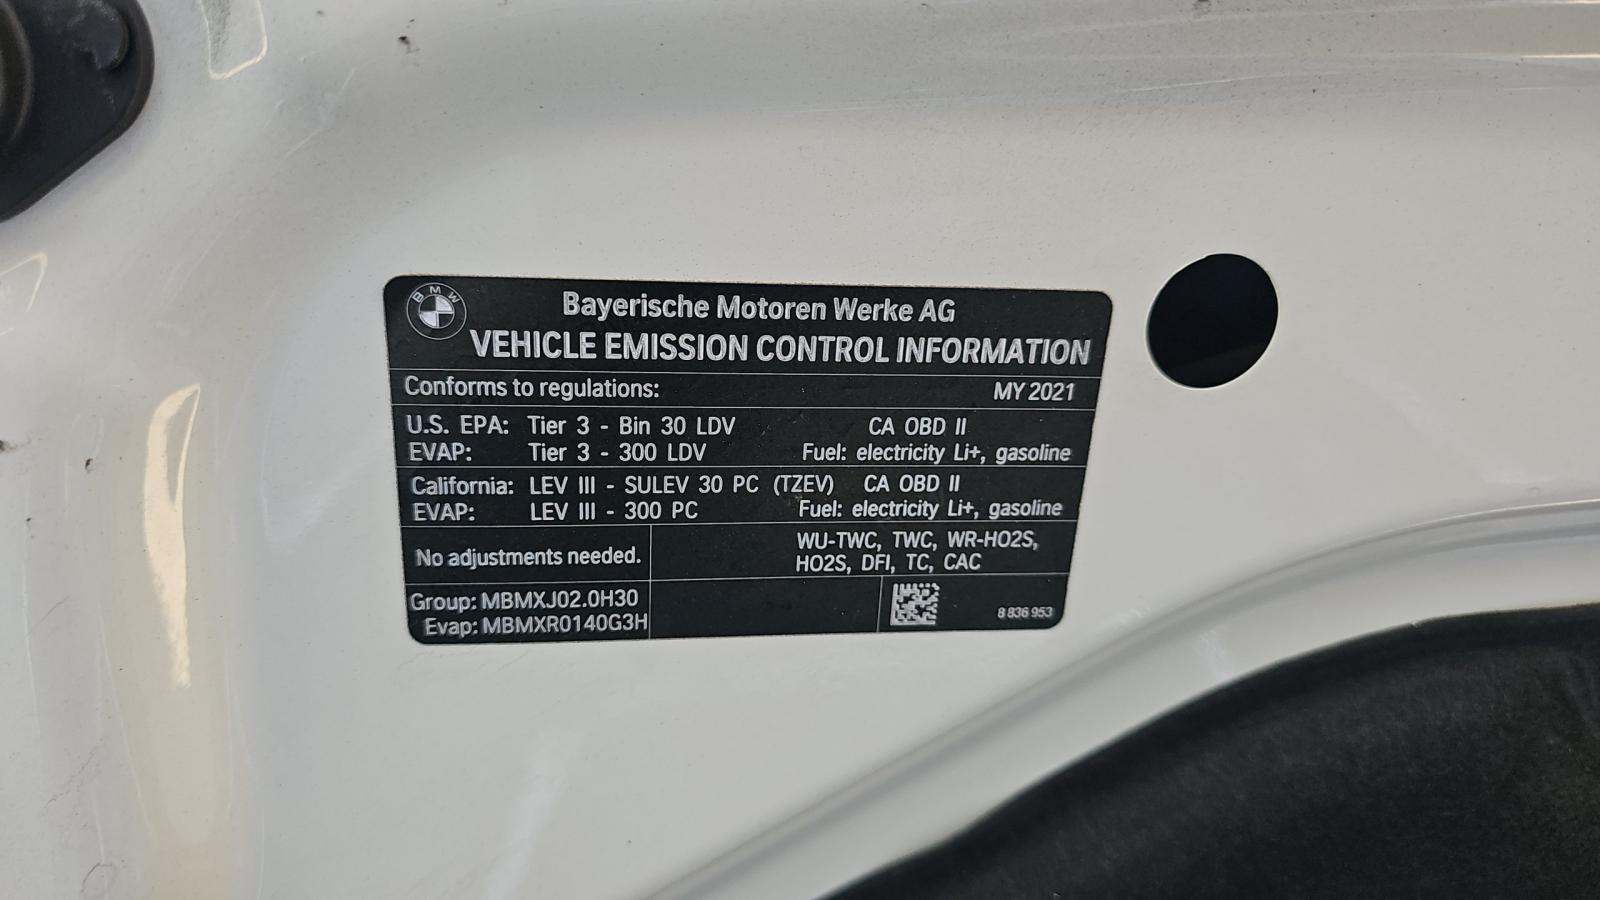 BMW
Bayerische Motoren Werke AG
VEHICLE EMISSION CONTROL INFORMATION
Conforms to regulations: MY 2021
U.S. EPA: Tier 3 - Bin 30 LDV CA OBD II
EVAP: Tier 3 - 300 LDV Fuel: electricity Li+, gasoline
California: LEV III - SULEV 30 PC (TZEV) CA OBD II
EVAP: LEV III - 300 PC Fuel: electricity Li+, gasoline
No adjustments needed.
WU-TWC, TWC, WR-HO2S,
HO2S, DFI, TC, CAC
Group: MBMXJ02.0H30
Evap: MBMXR0140G3H
8 836 953